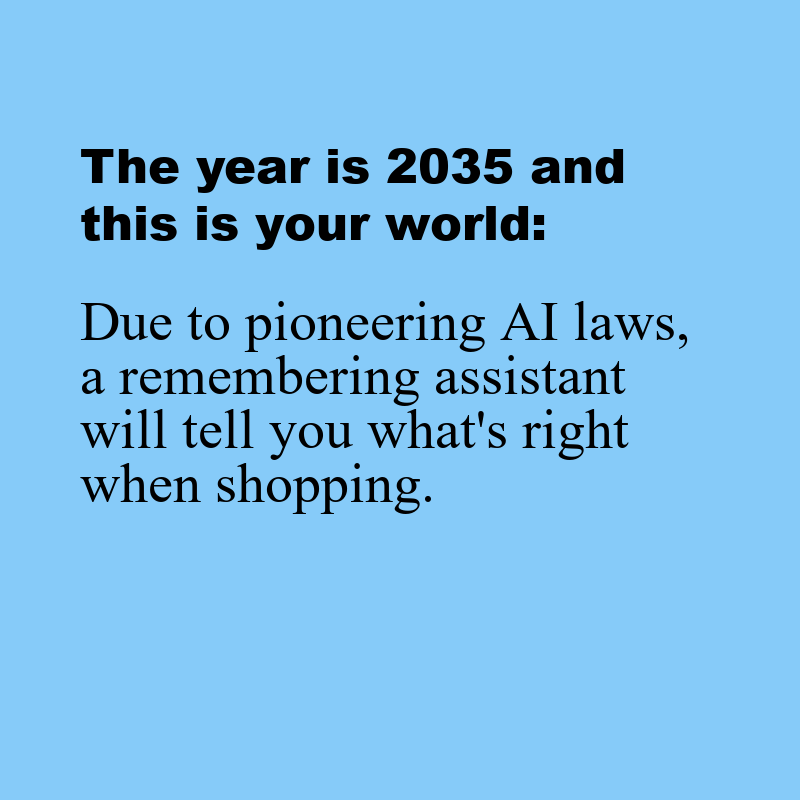 The year is 2035 and
this is your world:
Due to pioneering AI laws,
a remembering assistant
will tell you what's right
when shopping.